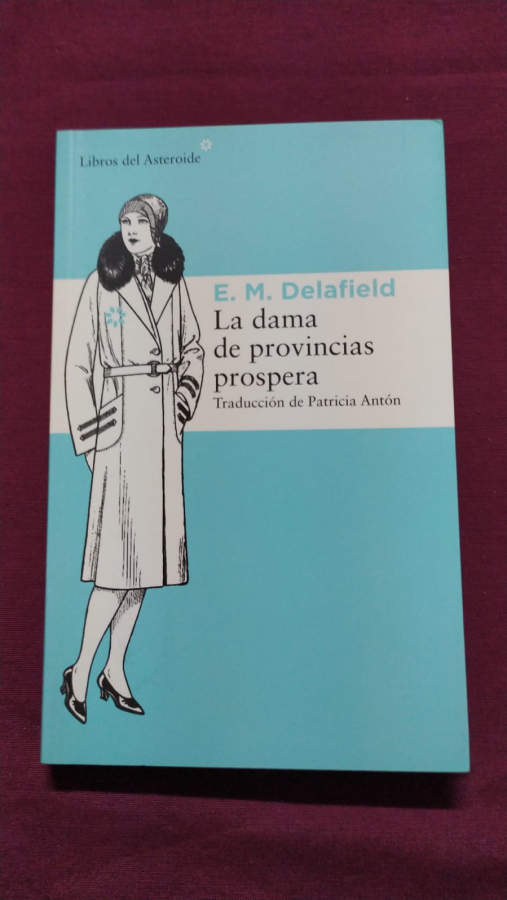 Libros del Asteroide
E. M. Delafield
La dama
de provincias
prospera
Traducción de Patricia Antón